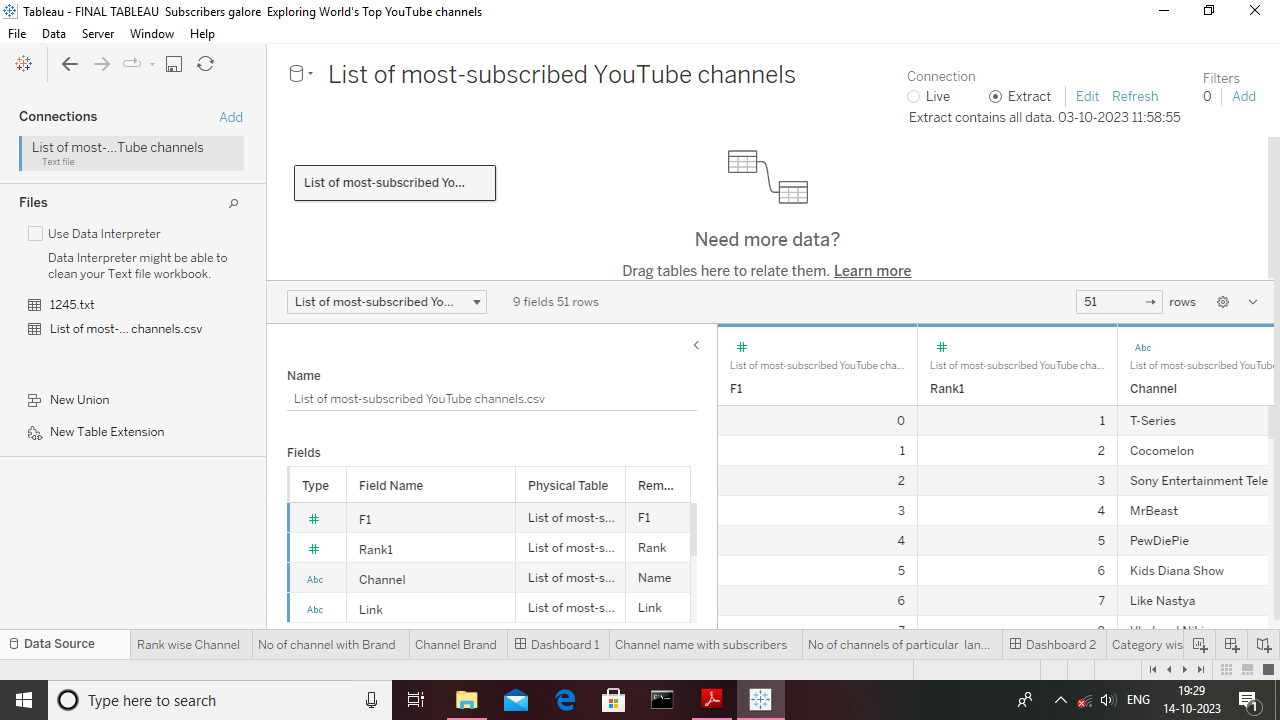 Tableau - FINAL TABLEAU  Subscribers galore  Exploring World's Top YouTube channels
File Data Server Window Help
List of most-subscribed YouTube channels
Connection
Live Extract Edit Refresh
Extract contains all data. 03-10-2023 11:58:55
Filters
0 Add
Connections Add
List of most-...Tube channels
Text file
Files
Use Data Interpreter
Data Interpreter might be able to
clean your Text file workbook.
1245.txt
List of most-... channels.csv
New Union
New Table Extension
List of most-subscribed Yo...
Need more data?
Drag tables here to relate them. Learn more
List of most-subscribed Yo... 9 fields 51 rows 51 → rows
Name
List of most-subscribed YouTube channels.csv
Fields
Type Field Name Physical Table Rem...
# F1 List of most-s... F1
# Rank1 List of most-s... Rank
Abc Channel List of most-s... Name
Abc Link List of most-s... Link
# # Abc
List of most-subscribed YouTube cha... List of most-subscribed YouTube cha... List of most-subscribed YouTube
F1 Rank1 Channel
0 1 T-Series
1 2 Cocomelon
2 3 Sony Entertainment Tele
3 4 MrBeast
4 5 PewDiePie
5 6 Kids Diana Show
6 7 Like Nastya
Data Source Rank wise Channel No of channel with Brand Channel Brand Dashboard 1 Channel name with subscribers No of channels of particular lan... Dashboard 2 Category wis
Type here to search
ENG
19:29
14-10-2023
1